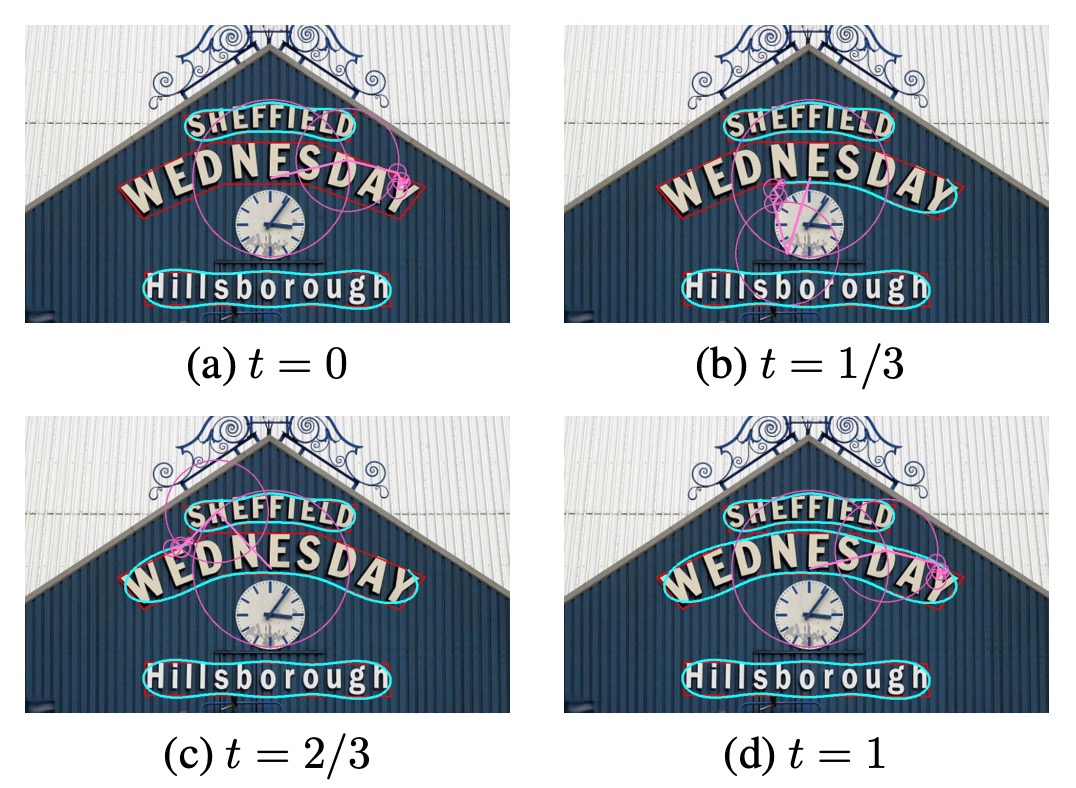 SHEFFIELD
WEDNESDAY
Hillsborough
(a) t = 0
SHEFFIELD
WEDNESDAY
Hillsborough
(b) t = 1/3
SHEFFIELD
WEDNESDAY
Hillsborough
(c) t = 2/3
SHEFFIELD
WEDNESDAY
Hillsborough
(d) t = 1